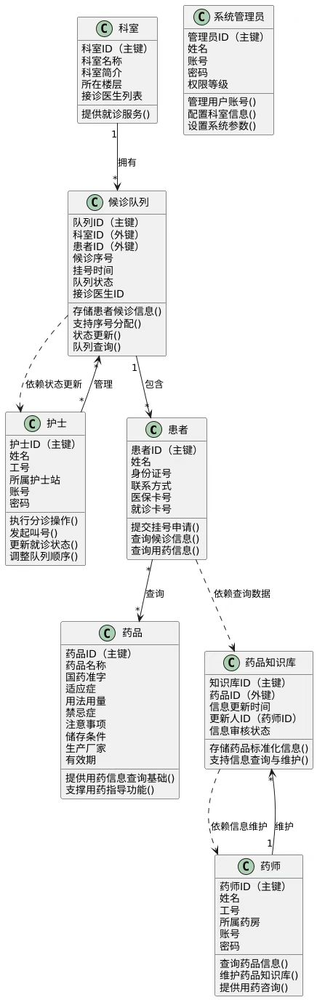 C 科室
科室ID（主键）
科室名称
科室简介
所在楼层
接诊医生列表
提供就诊服务()
C 系统管理员
管理员ID（主键）
姓名
账号
密码
权限等级
管理用户账号()
配置科室信息()
设置系统参数()
1
拥有
*
C 候诊队列
队列ID（主键）
科室ID（外键）
患者ID（外键）
候诊序号
挂号时间
队列状态
接诊医生ID
存储患者候诊信息()
支持序号分配()
状态更新()
队列查询()
依赖状态更新
*
管理
*
1
包含
*
C 护士
护士ID（主键）
姓名
工号
所属护士站
账号
密码
执行分诊操作()
发起叫号()
更新就诊状态()
调整队列顺序()
C 患者
患者ID（主键）
姓名
身份证号
联系方式
医保卡号
就诊卡号
提交挂号申请()
查询候诊信息()
查询用药信息()
*
查询
*
依赖查询数据
C 药品
药品ID（主键）
药品名称
国药准字
适应症
用法用量
禁忌症
注意事项
储存条件
生产厂家
有效期
提供用药信息查询基础()
支撑用药指导功能()
C 药品知识库
知识库ID（主键）
药品ID（外键）
信息更新时间
更新人ID（药师ID）
信息审核状态
存储药品标准化信息()
支持信息查询与维护()
依赖信息维护
*
维护
1
C 药师
药师ID（主键）
姓名
工号
所属药房
账号
密码
查询药品信息()
维护药品知识库()
提供用药咨询()